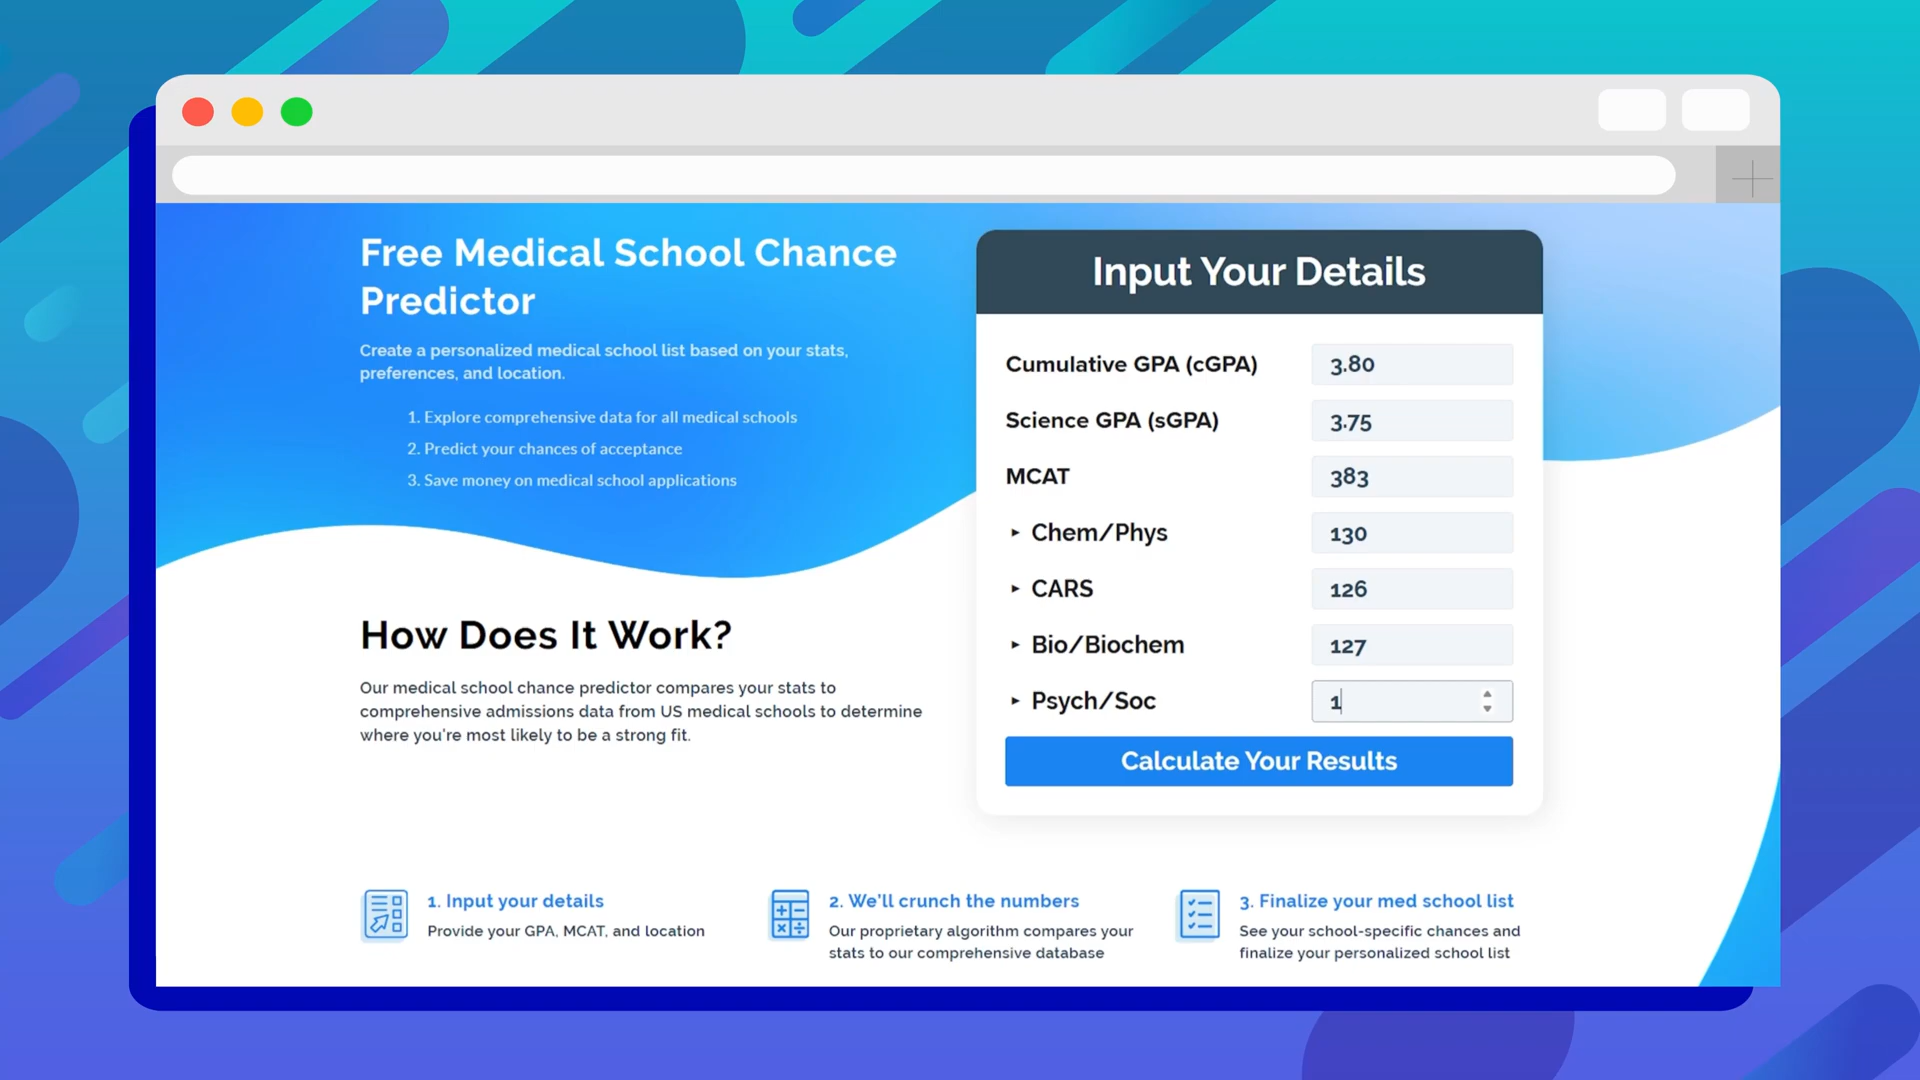 Free Medical School Chance
Predictor
Create a personalized medical school list based on your stats,
preferences, and location.
1. Explore comprehensive data for all medical schools
2. Predict your chances of acceptance
3. Save money on medical school applications
How Does It Work?
Our medical school chance predictor compares your stats to
comprehensive admissions data from US medical schools to determine
where you're most likely to be a strong fit.
Input Your Details
Cumulative GPA (cGPA) 3.80
Science GPA (sGPA) 3.75
MCAT 383
‣ Chem/Phys 130
‣ CARS 126
‣ Bio/Biochem 127
‣ Psych/Soc 1
Calculate Your Results
1. Input your details
Provide your GPA, MCAT, and location
2. We'll crunch the numbers
Our proprietary algorithm compares your
stats to our comprehensive database
3. Finalize your med school list
See your school-specific chances and
finalize your personalized school list